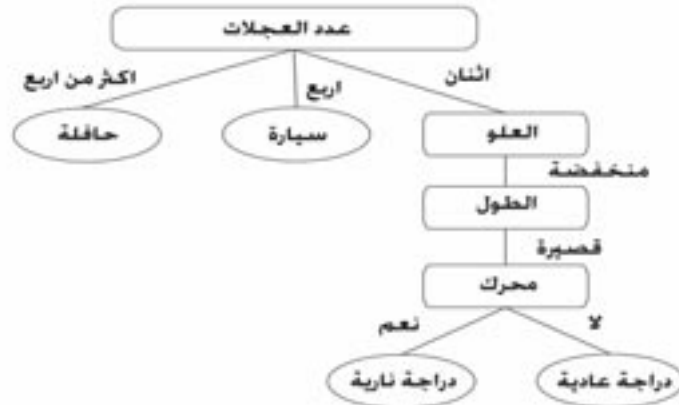 عدد العجلات
اثنان
اربع
اكثر من اربع
العلو
سيارة
حافلة
منخفضة
الطول
قصيرة
محرك
لا
نعم
دراجة عادية
دراجة نارية